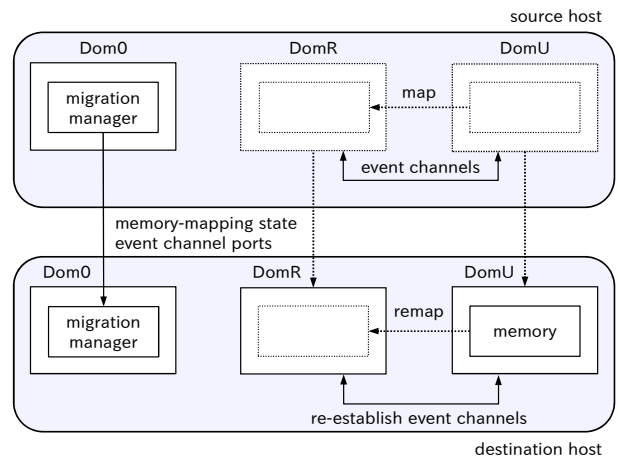 source host
Dom0
DomR
DomU
migration
manager
map
event channels
memory-mapping state
event channel ports
Dom0
DomR
DomU
migration
manager
remap
memory
re-establish event channels
destination host